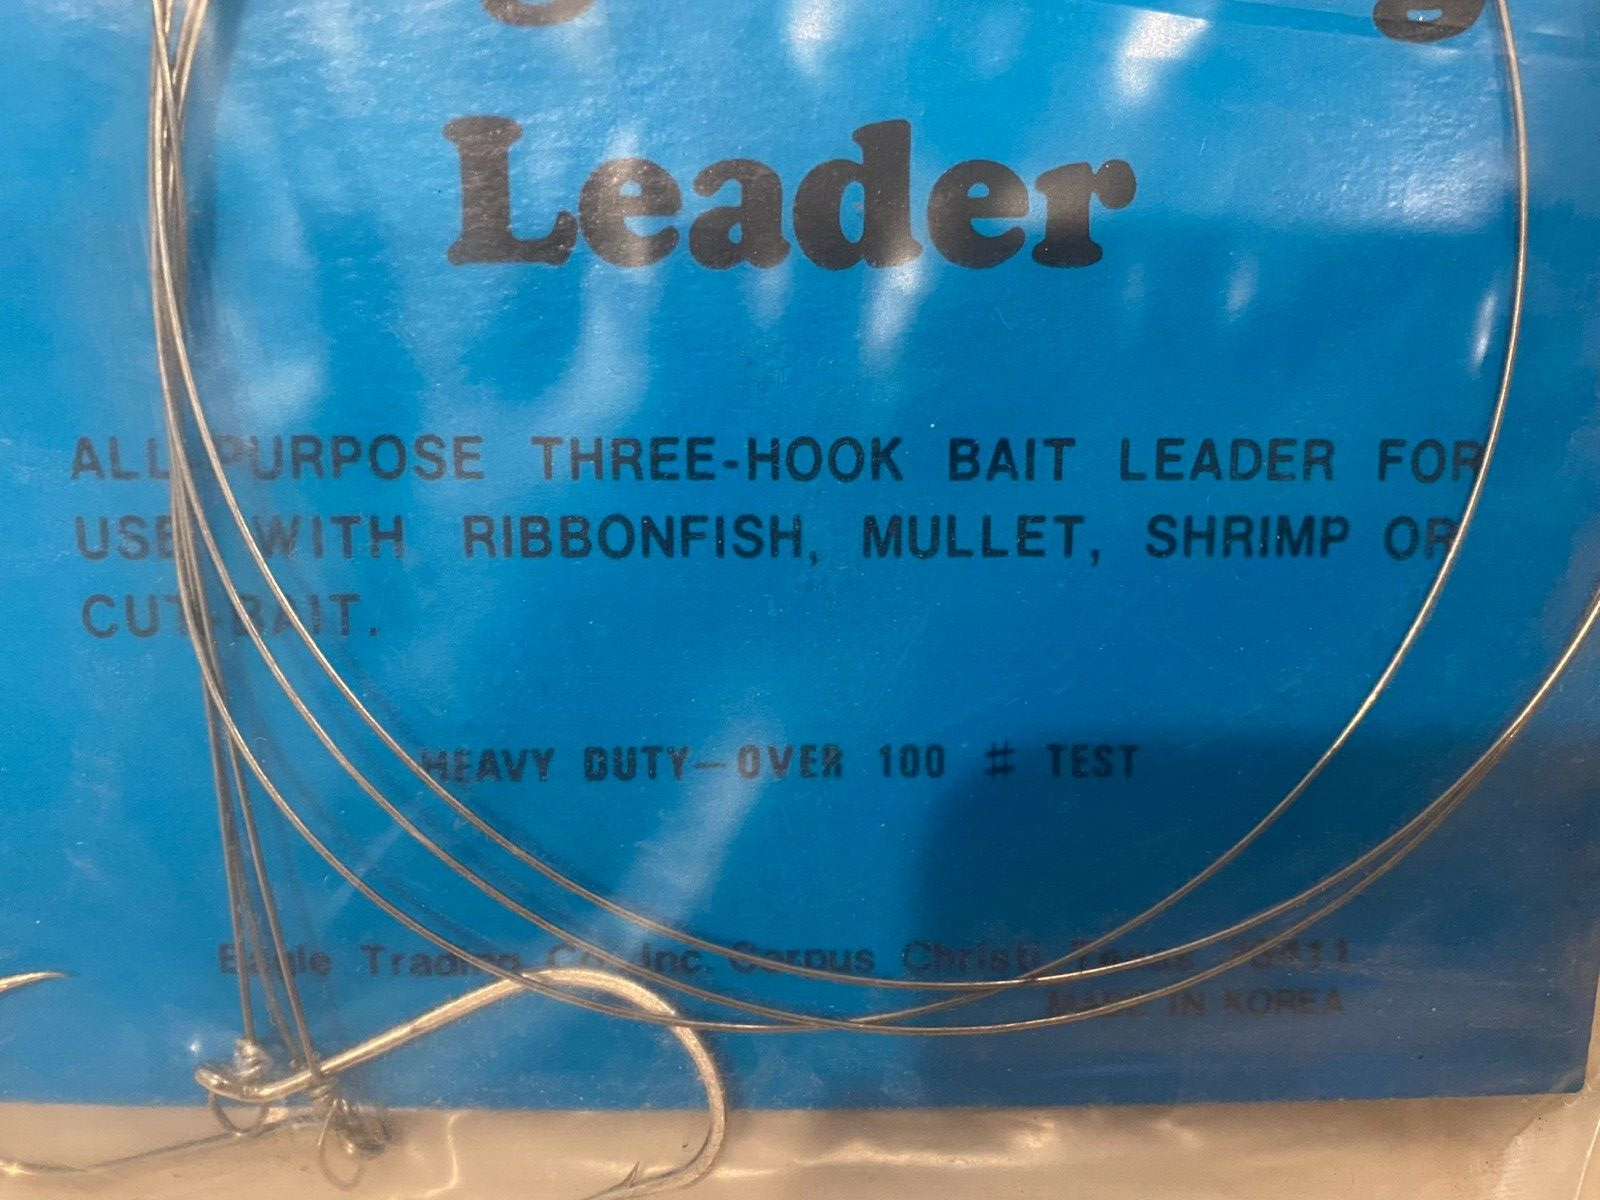 Leader
ALL PURPOSE THREE-HOOK BAIT LEADER FOR
USE WITH RIBBONFISH, MULLET, SHRIMP OR
CUT-BAIT.
HEAVY DUTY—OVER 100 # TEST
Eagle Trading Co. Inc. Corpus Christi, Texas 78411
MADE IN KOREA